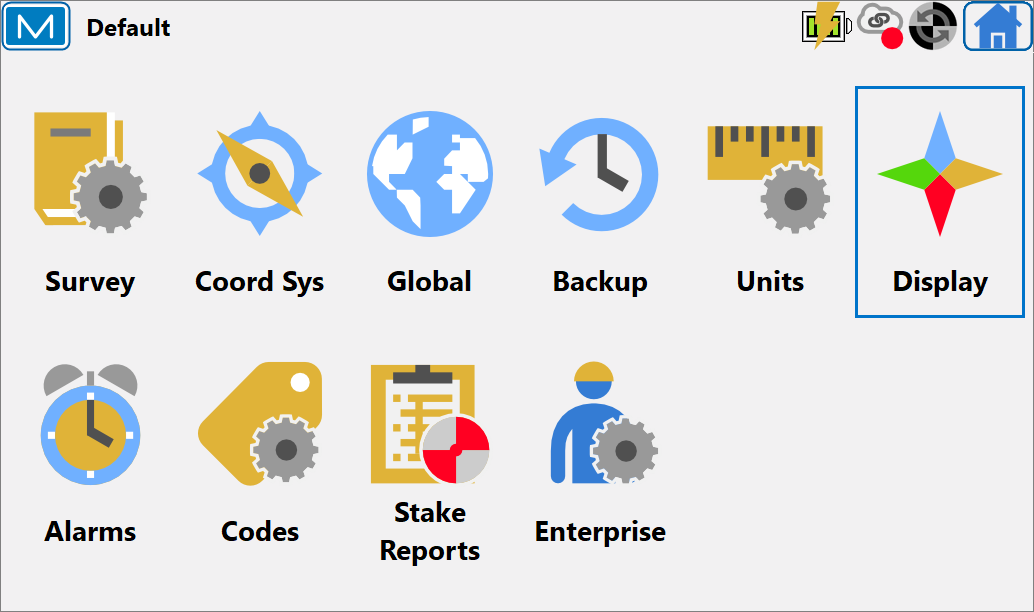 Default
Survey
Coord Sys
Global
Backup
Units
Display
Alarms
Codes
Stake
Reports
Enterprise